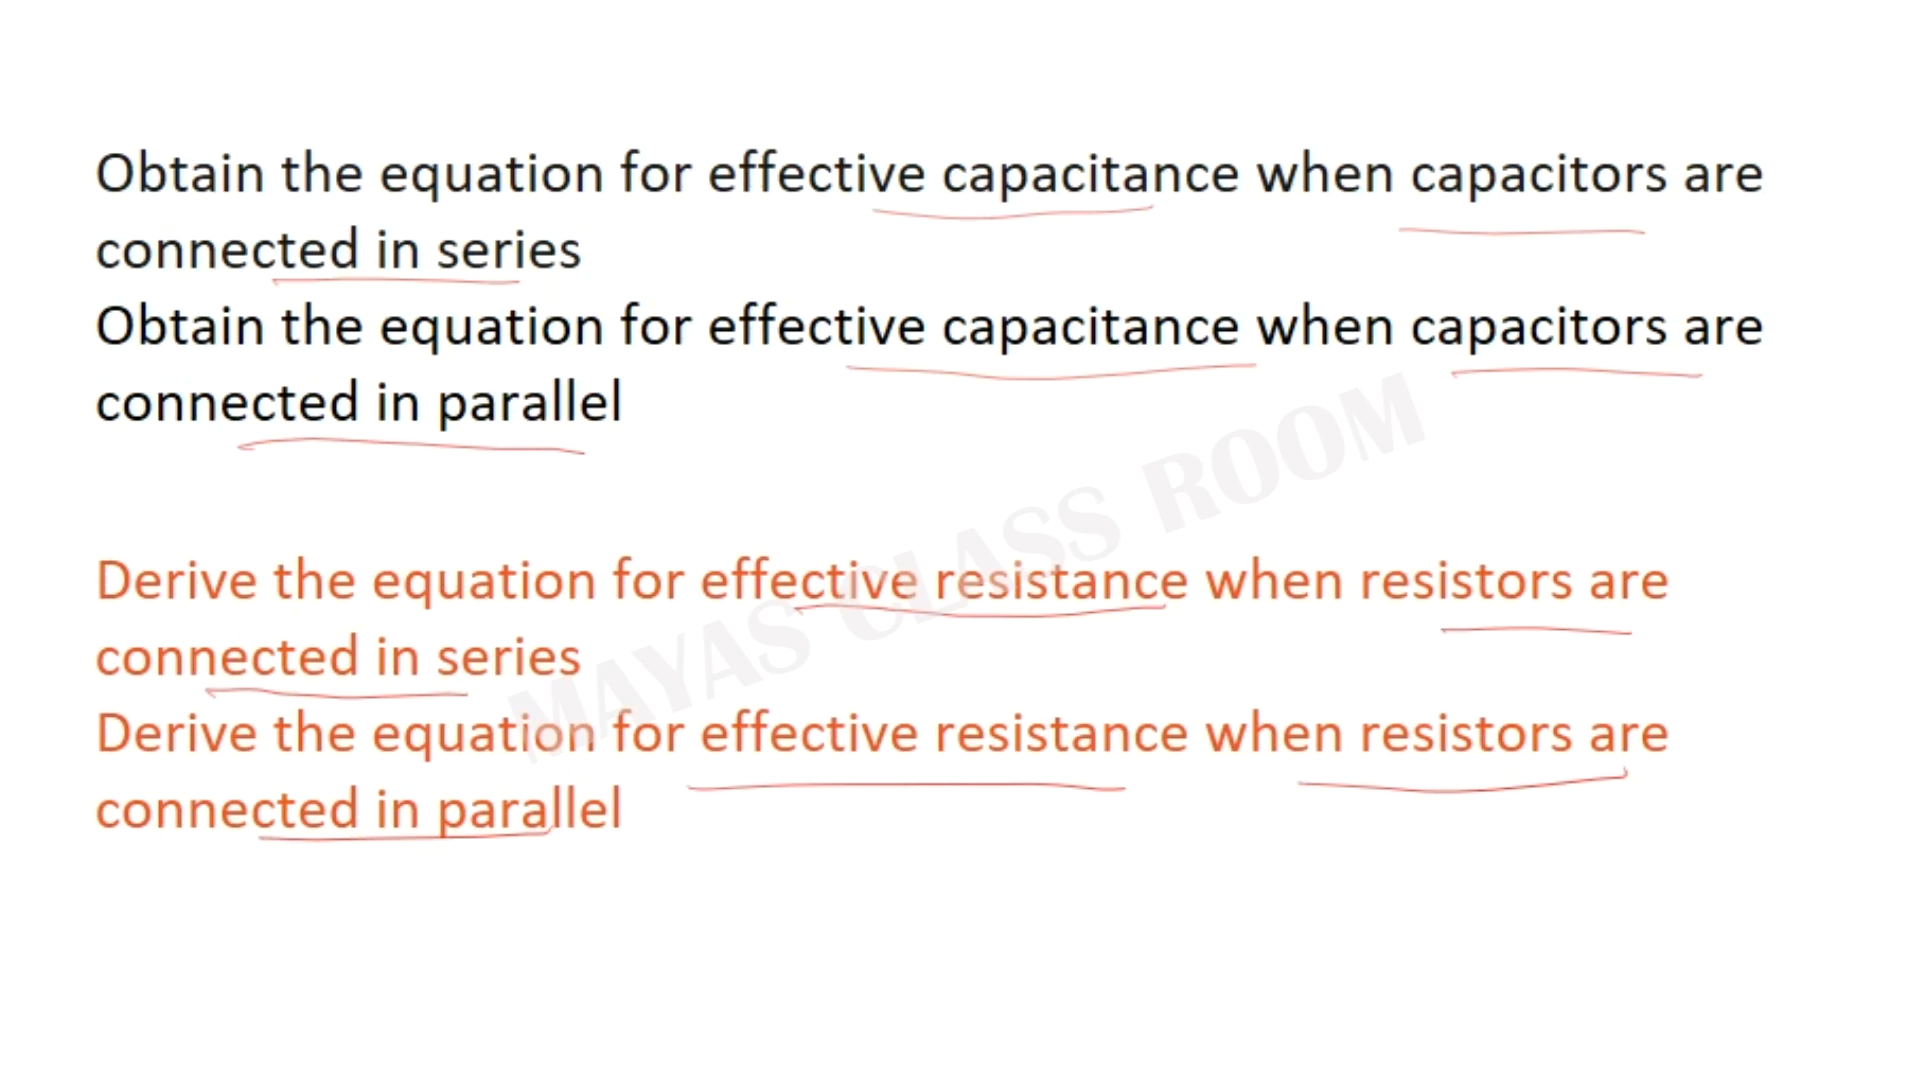 Obtain the equation for effective capacitance when capacitors are
connected in series
Obtain the equation for effective capacitance when capacitors are
connected in parallel
MAYAS CLASS ROOM
Derive the equation for effective resistance when resistors are
connected in series
Derive the equation for effective resistance when resistors are
connected in parallel